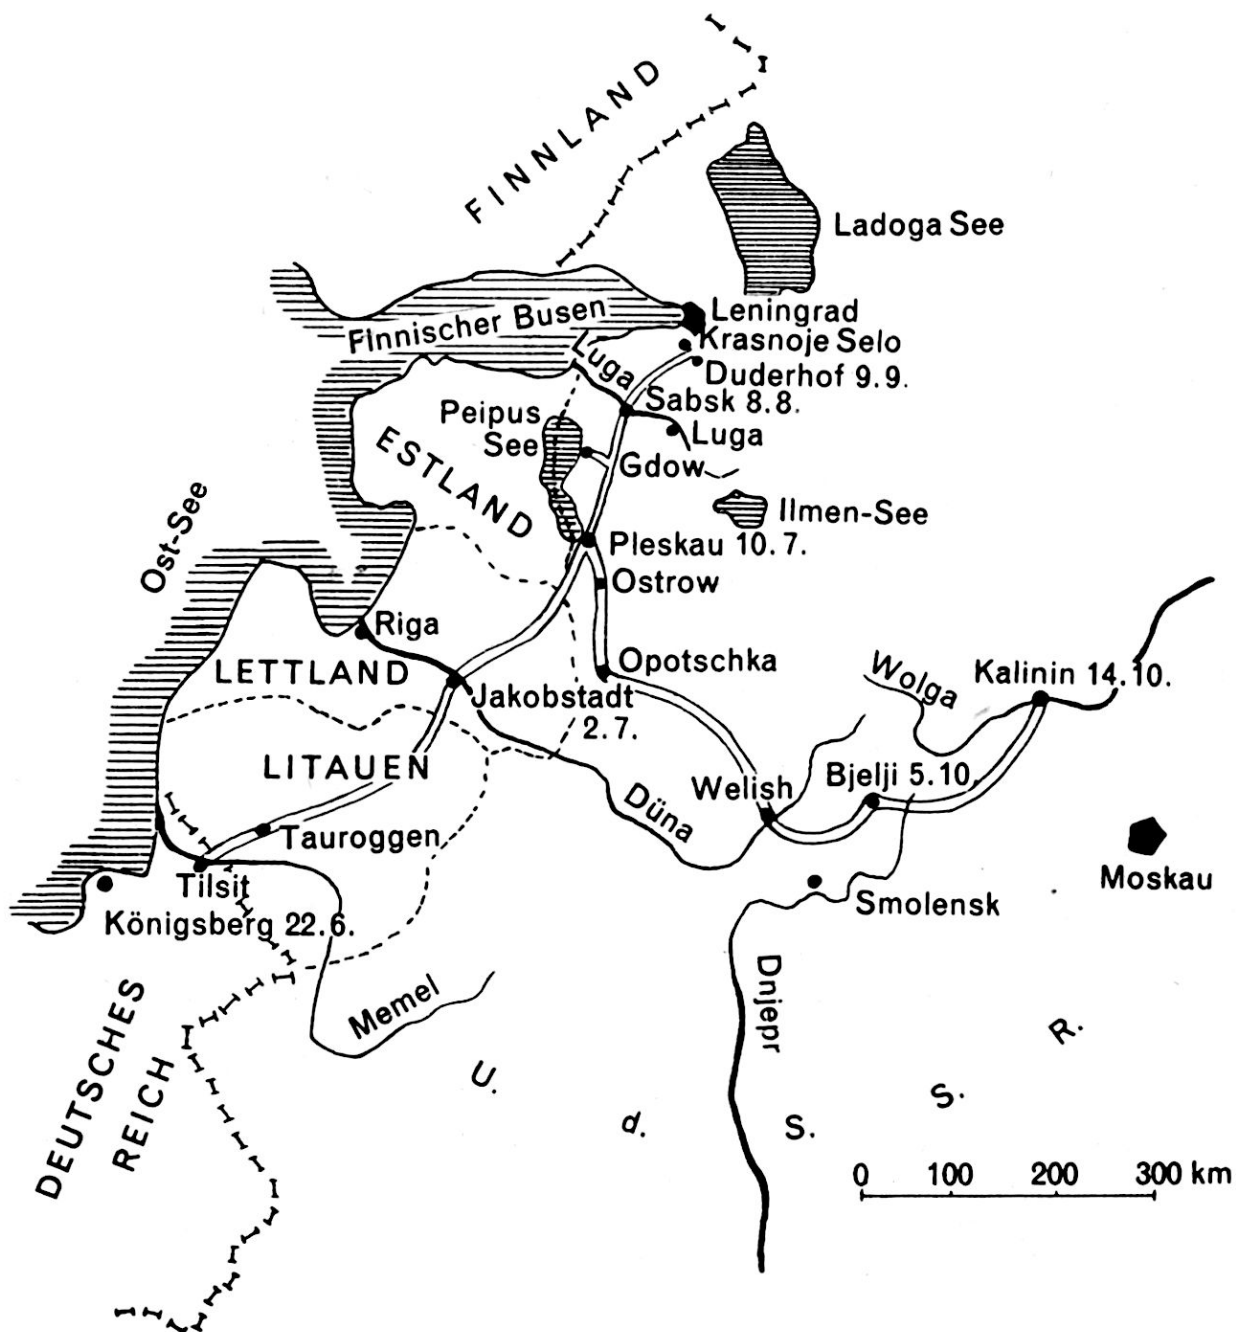 FINNLAND
Ladoga See
Finnischer Busen
Leningrad
Krasnoje Selo
Luga
Duderhof 9.9.
Sabsk 8.8.
Peipus
See
Luga
ESTLAND
Gdow
Ost-See
Ilmen-See
Pleskau 10.7.
Ostrow
Riga
LETTLAND
Opotschka
Wolga
Kalinin 14.10.
Jakobstadt
2.7.
LITAUEN
Welish
Bjelji 5.10.
Düna
Tauroggen
Tilsit
Moskau
Smolensk
Königsberg 22.6.
Dnjepr
Memel
DEUTSCHES
REICH
U. d. S. S. R.
0 100 200 300 km